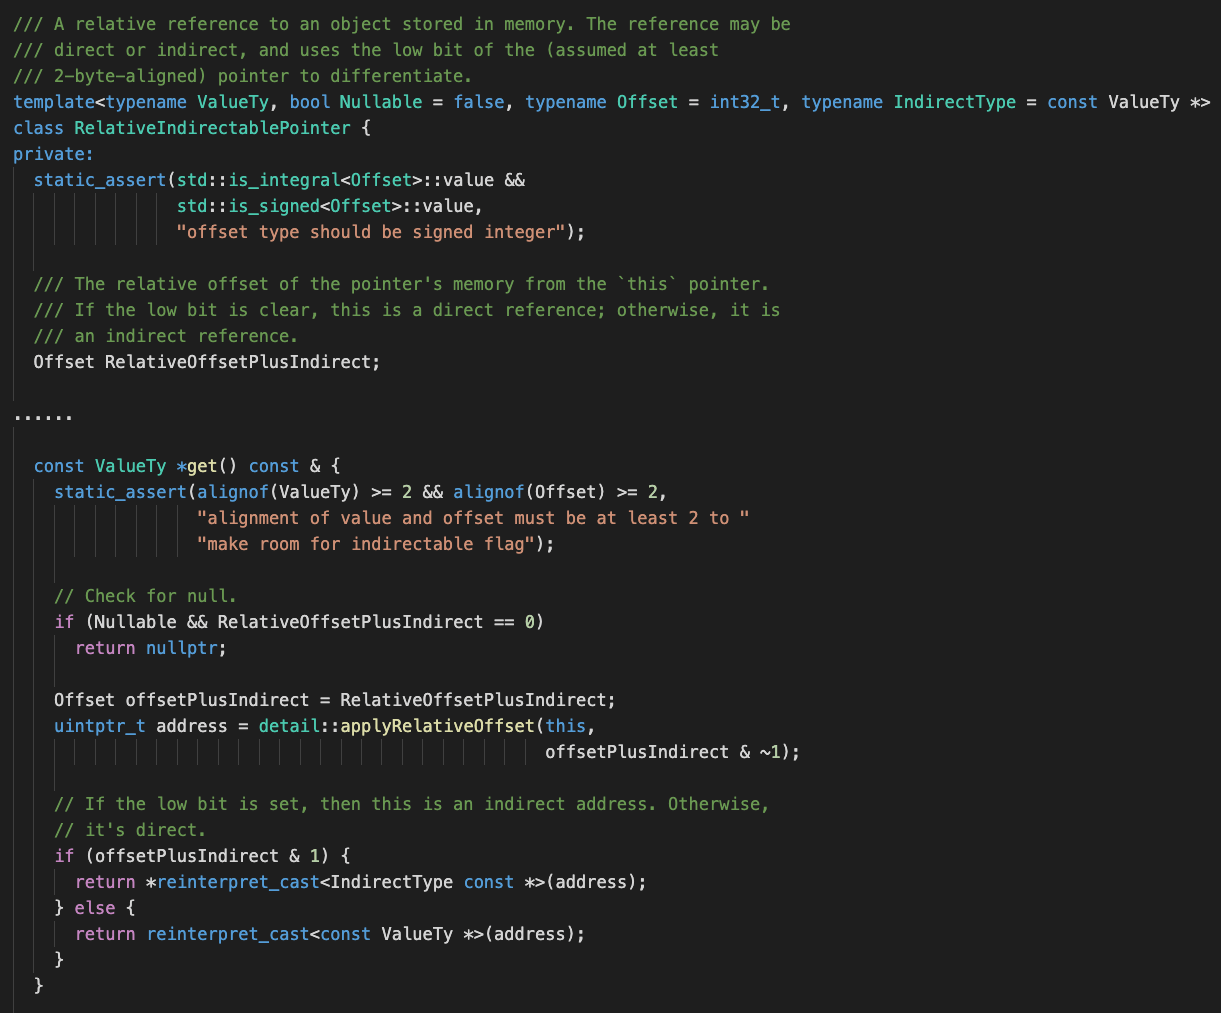 /// A relative reference to an object stored in memory. The reference may be
/// direct or indirect, and uses the low bit of the (assumed at least
/// 2-byte-aligned) pointer to differentiate.
template<typename ValueTy, bool Nullable = false, typename Offset = int32_t, typename IndirectType = const ValueTy *>
class RelativeIndirectablePointer {
private:
  static_assert(std::is_integral<Offset>::value &&
                std::is_signed<Offset>::value,
                "offset type should be signed integer");

  /// The relative offset of the pointer's memory from the `this` pointer.
  /// If the low bit is clear, this is a direct reference; otherwise, it is
  /// an indirect reference.
  Offset RelativeOffsetPlusIndirect;

......

  const ValueTy *get() const & {
    static_assert(alignof(ValueTy) >= 2 && alignof(Offset) >= 2,
                  "alignment of value and offset must be at least 2 to "
                  "make room for indirectable flag");

    // Check for null.
    if (Nullable && RelativeOffsetPlusIndirect == 0)
      return nullptr;

    Offset offsetPlusIndirect = RelativeOffsetPlusIndirect;
    uintptr_t address = detail::applyRelativeOffset(this,
                                                    offsetPlusIndirect & ~1);

    // If the low bit is set, then this is an indirect address. Otherwise,
    // it's direct.
    if (offsetPlusIndirect & 1) {
      return *reinterpret_cast<IndirectType const *>(address);
    } else {
      return reinterpret_cast<const ValueTy *>(address);
    }
  }